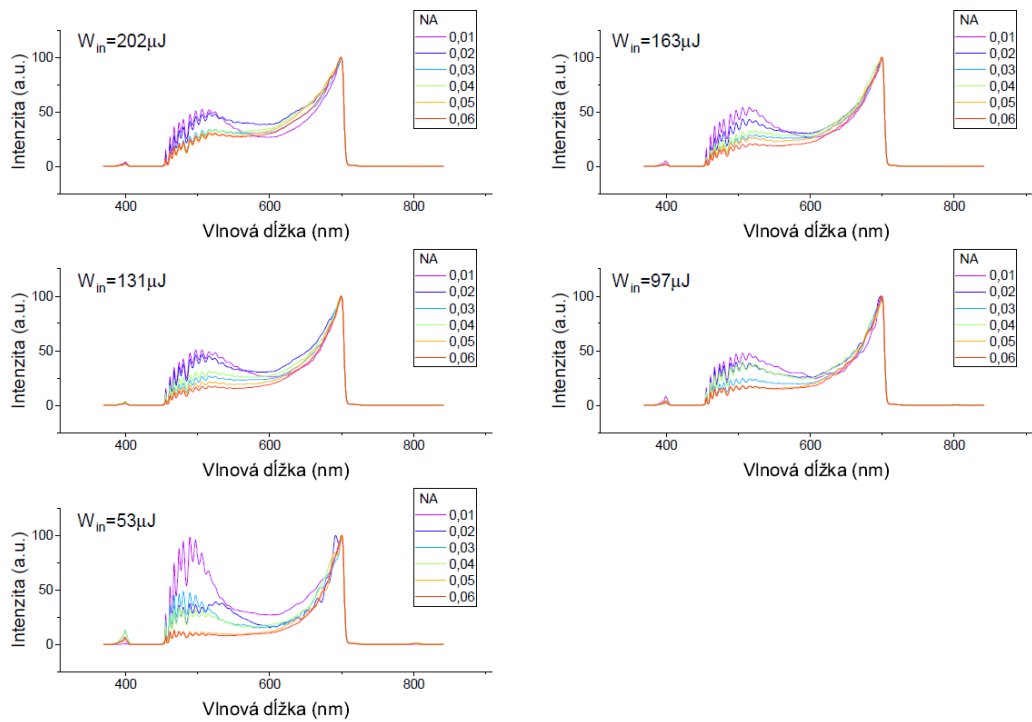 W_in=202µJ
NA
0,01
0,02
0,03
0,04
0,05
0,06
Intenzita (a.u.)
100
50
0
400 600 800
Vlnová dĺžka (nm)
W_in=163µJ
NA
0,01
0,02
0,03
0,04
0,05
0,06
Intenzita (a.u.)
100
50
0
400 600 800
Vlnová dĺžka (nm)
W_in=131µJ
NA
0,01
0,02
0,03
0,04
0,05
0,06
Intenzita (a.u.)
100
50
0
400 600 800
Vlnová dĺžka (nm)
W_in=97µJ
NA
0,01
0,02
0,03
0,04
0,05
0,06
Intenzita (a.u.)
100
50
0
400 600 800
Vlnová dĺžka (nm)
W_in=53µJ
NA
0,01
0,02
0,03
0,04
0,05
0,06
Intenzita (a.u.)
100
50
0
400 600 800
Vlnová dĺžka (nm)